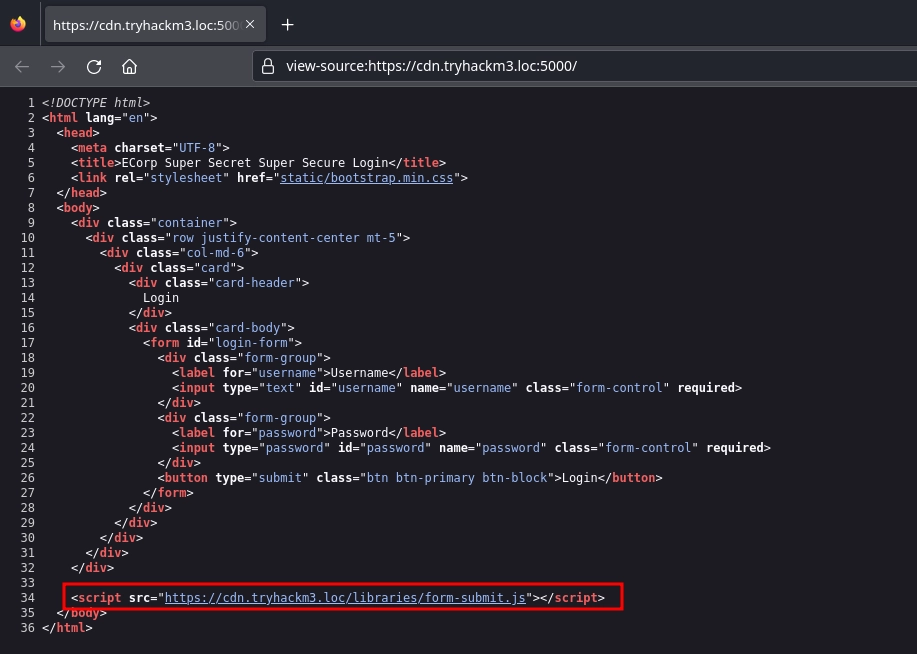 https://cdn.tryhackm3.loc:500
view-source:https://cdn.tryhackm3.loc:5000/
1 <!DOCTYPE html>
2 <html lang="en">
3 <head>
4 <meta charset="UTF-8">
5 <title>ECorp Super Secret Super Secure Login</title>
6 <link rel="stylesheet" href="static/bootstrap.min.css">
7 </head>
8 <body>
9 <div class="container">
10 <div class="row justify-content-center mt-5">
11 <div class="col-md-6">
12 <div class="card">
13 <div class="card-header">
14 Login
15 </div>
16 <div class="card-body">
17 <form id="login-form">
18 <div class="form-group">
19 <label for="username">Username</label>
20 <input type="text" id="username" name="username" class="form-control" required>
21 </div>
22 <div class="form-group">
23 <label for="password">Password</label>
24 <input type="password" id="password" name="password" class="form-control" required>
25 </div>
26 <button type="submit" class="btn btn-primary btn-block">Login</button>
27 </form>
28 </div>
29 </div>
30 </div>
31 </div>
32 </div>
33
34 <script src="https://cdn.tryhackm3.loc/libraries/form-submit.js"></script>
35 </body>
36 </html>